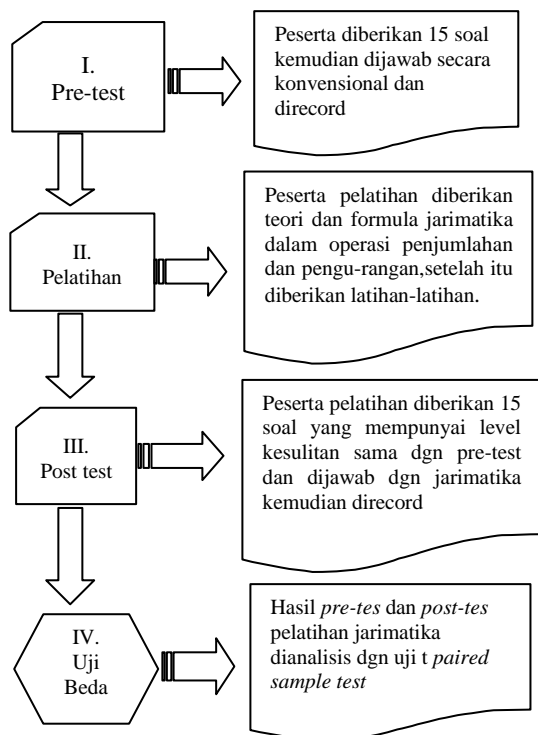 I.
Pre-test
Peserta diberikan 15 soal
kemudian dijawab secara
konvensional dan
direcord
II.
Pelatihan
Peserta pelatihan diberikan
teori dan formula jarimatika
dalam operasi penjumlahan
dan pengu-rangan,setelah itu
diberikan latihan-latihan.
III.
Post test
Peserta pelatihan diberikan 15
soal yang mempunyai level
kesulitan sama dgn pre-test
dan dijawab dgn jarimatika
kemudian direcord
IV.
Uji
Beda
Hasil pre-tes dan post-tes
pelatihan jarimatika
dianalisis dgn uji t paired
sample test